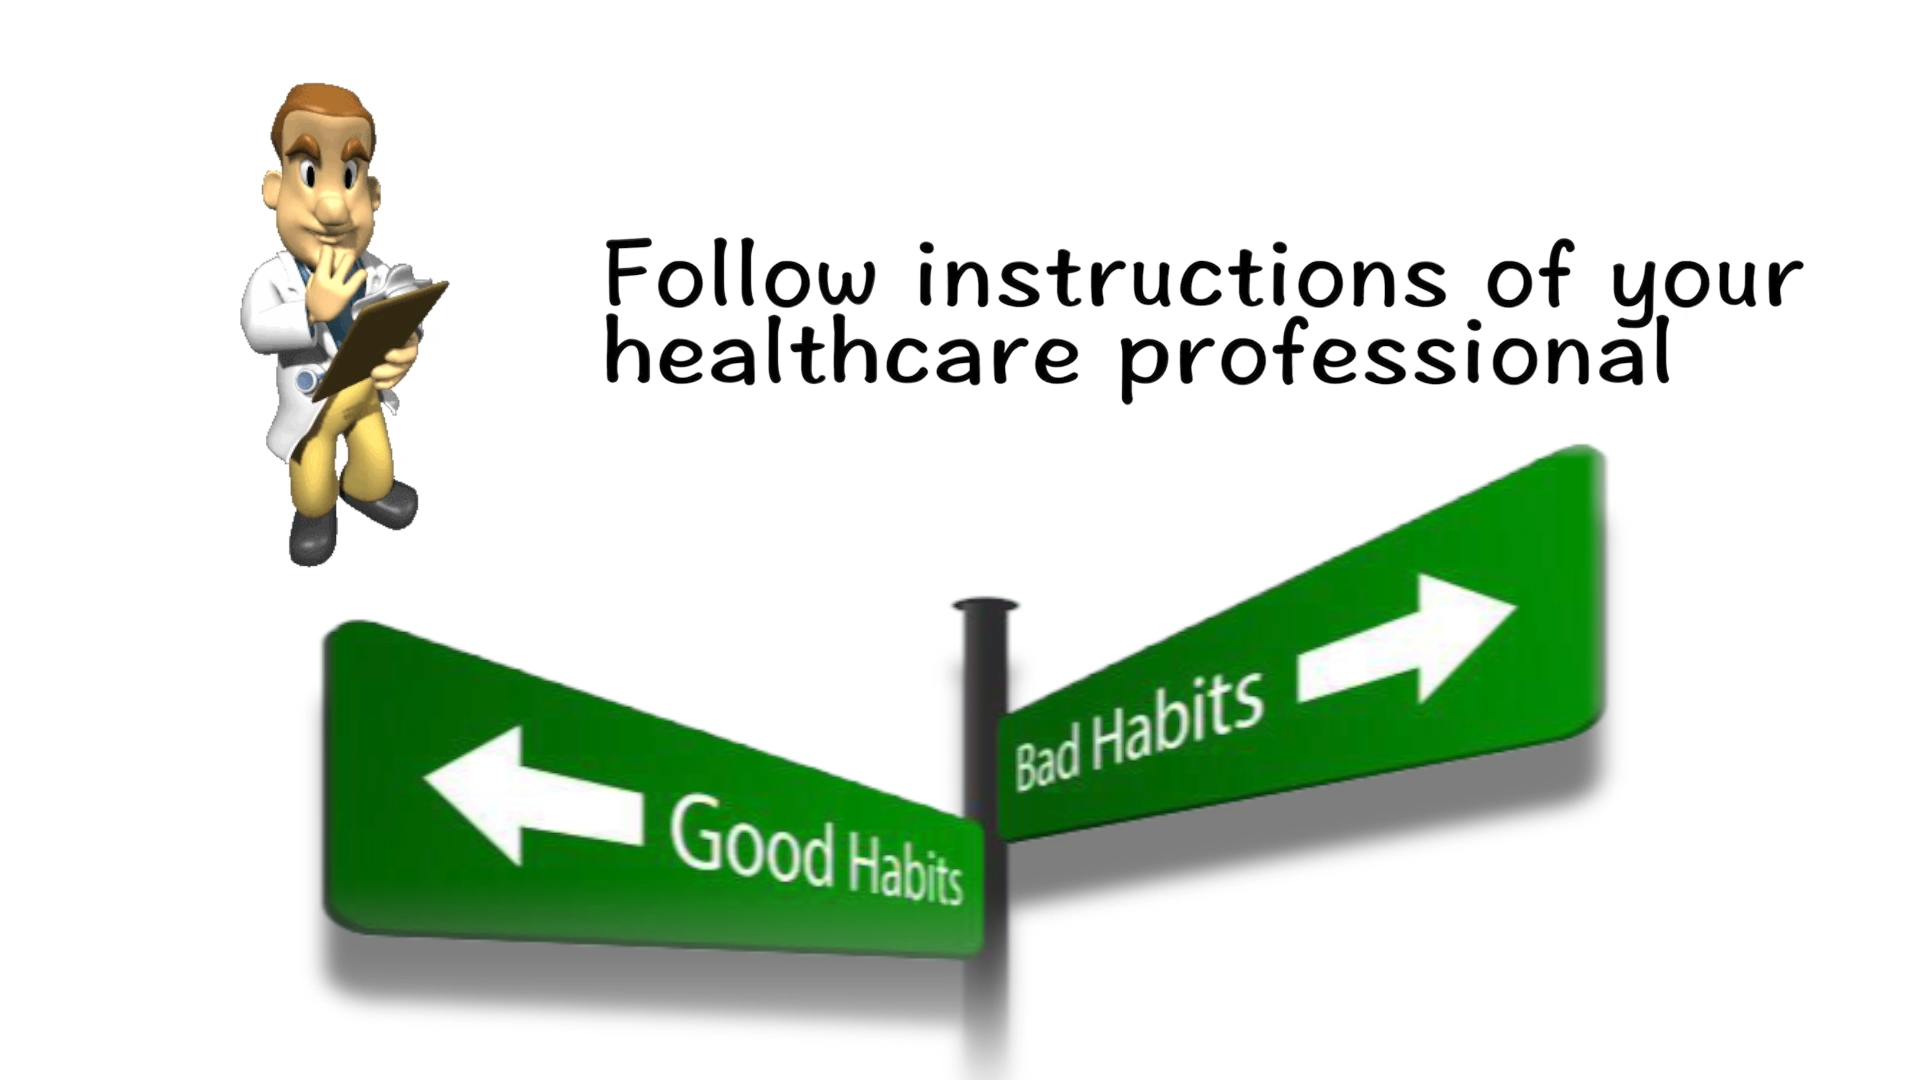 Follow instructions of your
healthcare professional
Bad Habits
Good Habits